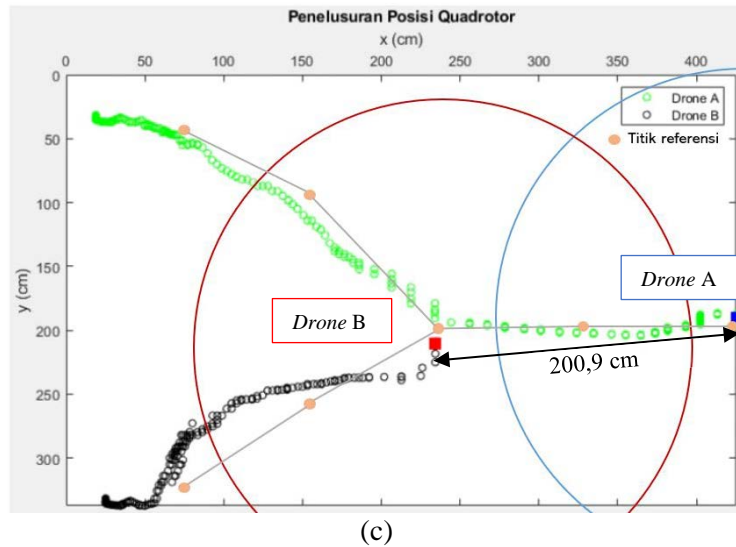 Penelusuran Posisi Quadrotor
x (cm)
0 50 100 150 200 250 300 350 400
0
50
100
150
200
250
300
y (cm)
Drone A
Drone B
Titik referensi
Drone A
Drone B
200,9 cm
(c)